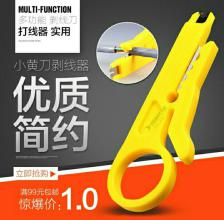 MULTI-FUNCTION
多功能 剥线刀
打线器 实用
小黄刀剥线器
优质
简约
立即抢购
满99元包邮
惊爆价: 1.0